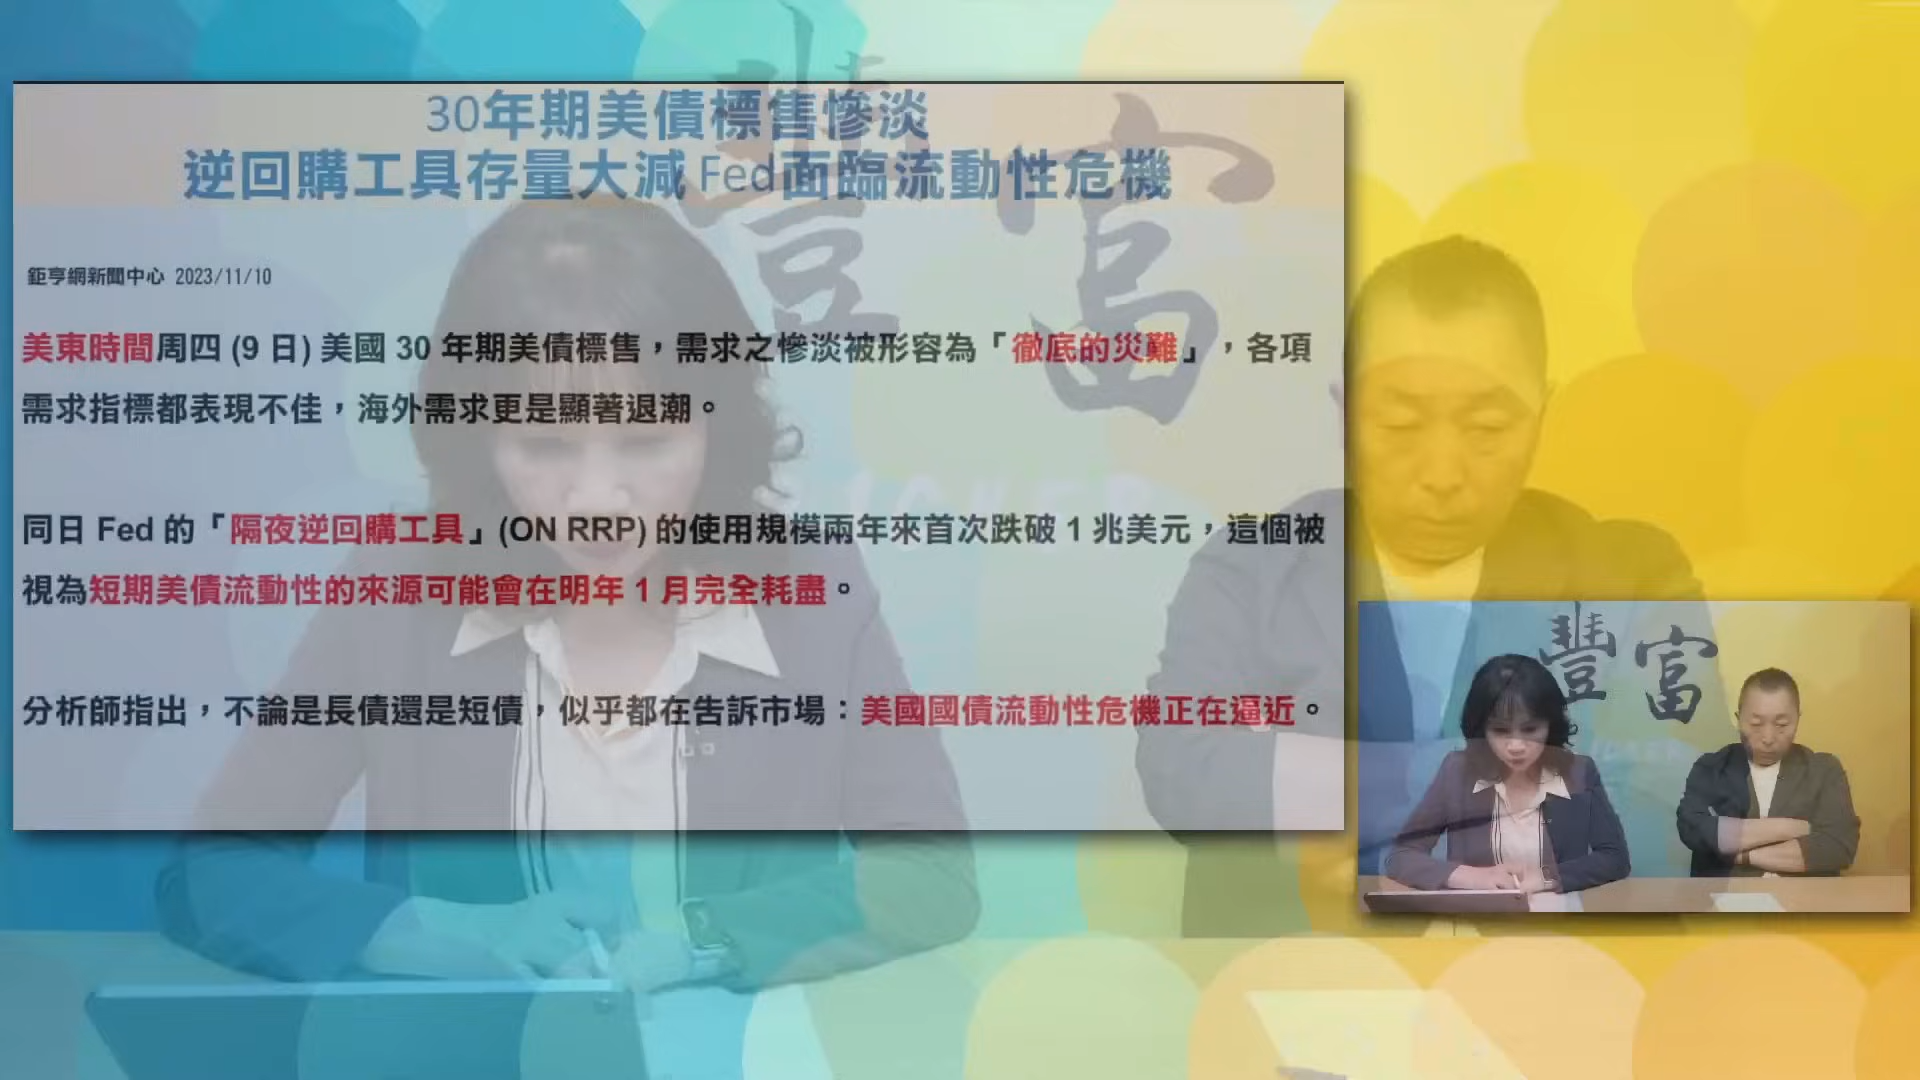 30年期美債標售慘淡
逆回購工具存量大減 Fed面臨流動性危機
鉅亨網新聞中心 2023/11/10
美東時間周四 (9 日) 美國 30 年期美債標售，需求之慘淡被形容為「徹底的災難」，各項
需求指標都表現不佳，海外需求更是顯著退潮。
同日 Fed 的「隔夜逆回購工具」(ON RRP) 的使用規模兩年來首次跌破 1 兆美元，這個被
視為短期美債流動性的來源可能會在明年 1 月完全耗盡。
分析師指出，不論是長債還是短債，似乎都在告訴市場：美國國債流動性危機正在逼近。
豐富
豐富